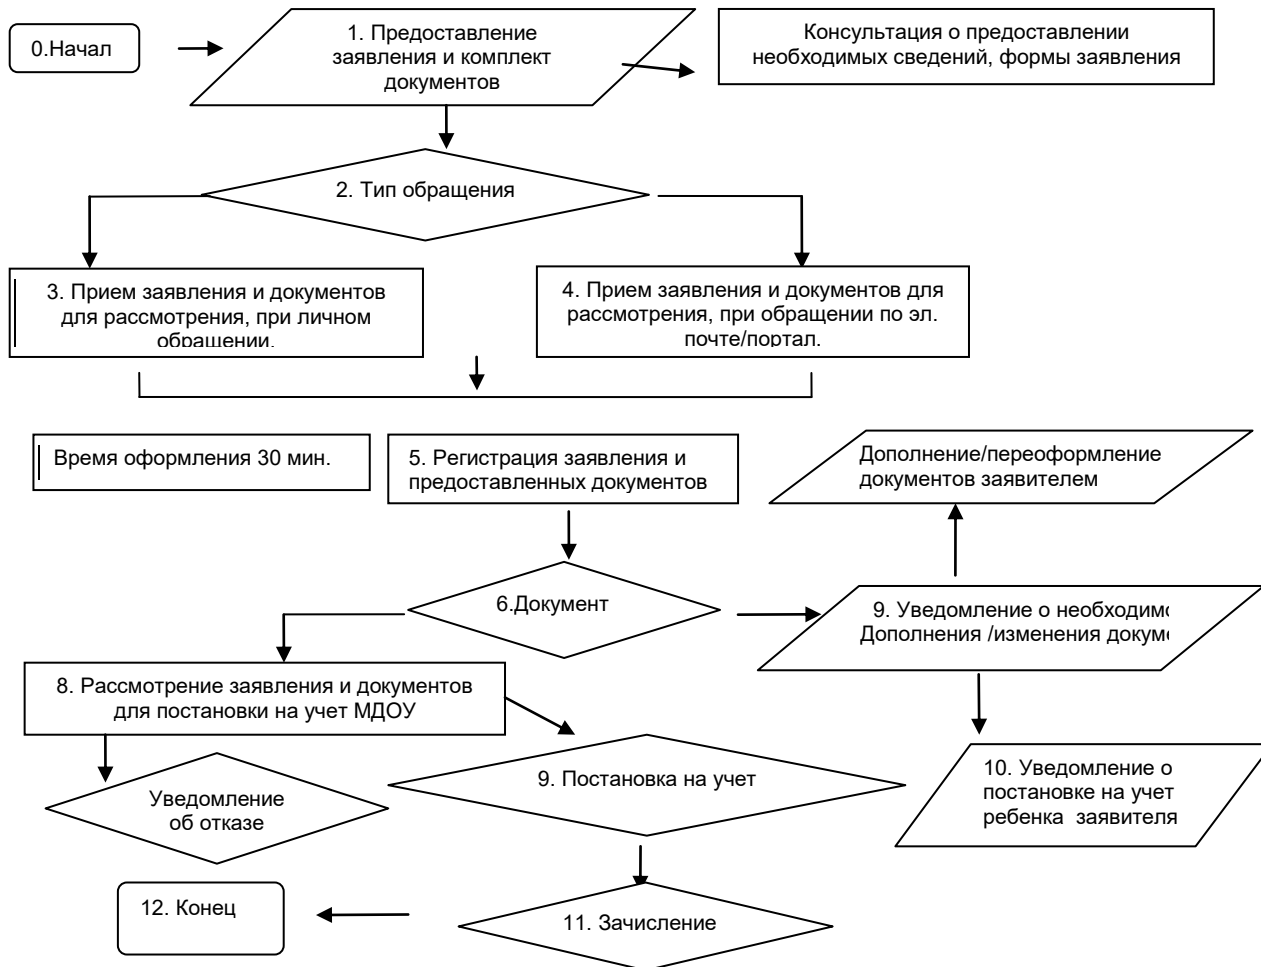 0.Начал
1. Предоставление
заявления и комплект
документов
Консультация о предоставлении
необходимых сведений, формы заявления
2. Тип обращения
3. Прием заявления и документов
для рассмотрения, при личном
обращении.
4. Прием заявления и документов для
рассмотрения, при обращении по эл.
почте/портал.
Время оформления 30 мин.
5. Регистрация заявления и
предоставленных документов
Дополнение/переоформление
документов заявителем
6.Документ
9. Уведомление о необходимо
Дополнения /изменения докуме
8. Рассмотрение заявления и документов
для постановки на учет МДОУ
Уведомление
об отказе
9. Постановка на учет
10. Уведомление о
постановке на учет
ребенка заявителя
12. Конец
11. Зачисление